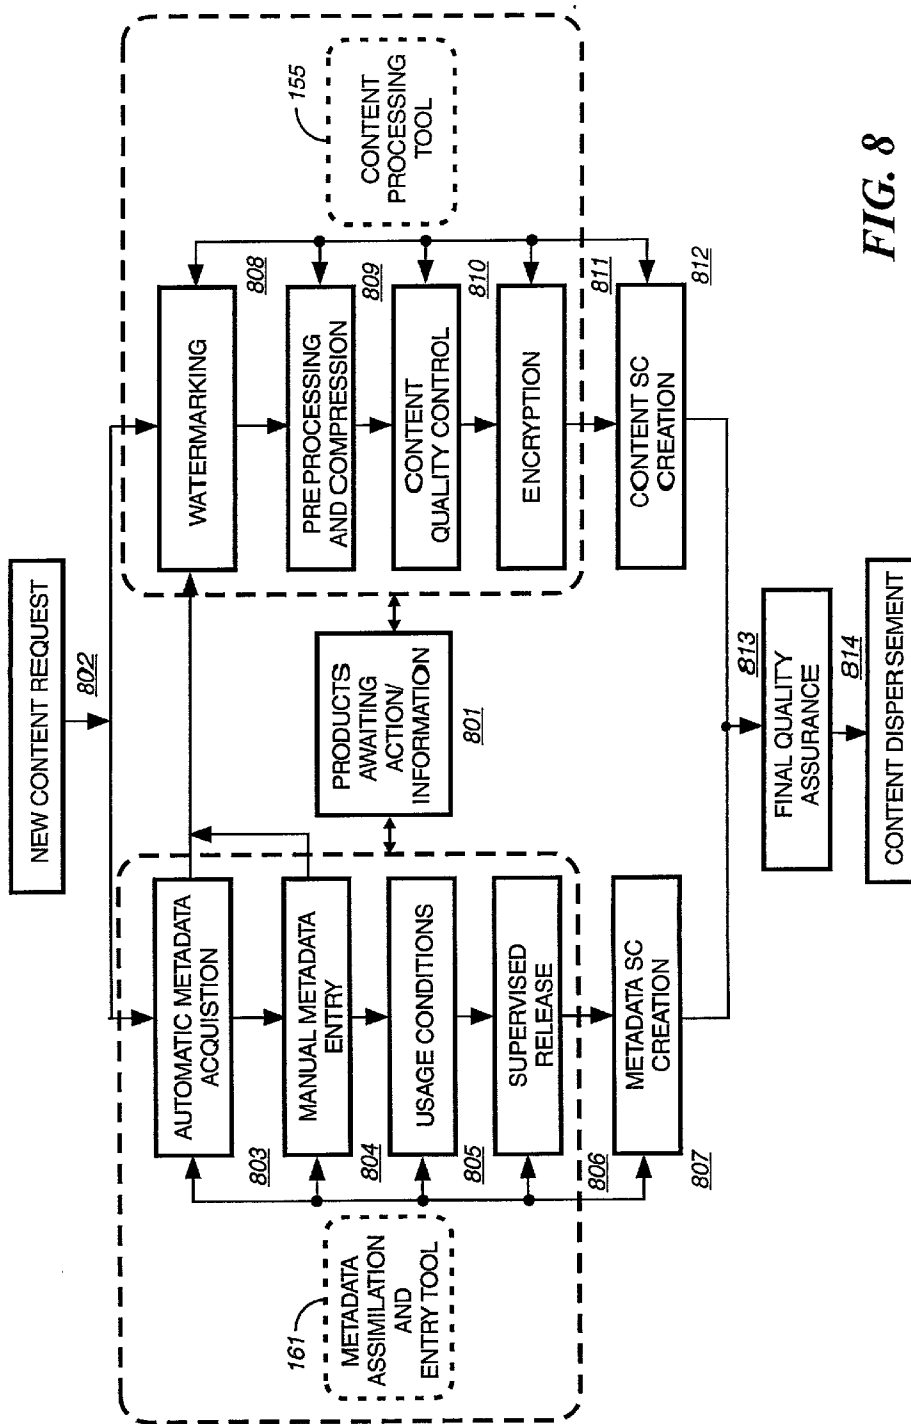 NEW CONTENT REQUEST
802
AUTOMATIC METADATA
ACQUISTION
803
MANUAL METADATA
ENTRY
804
USAGE CONDITIONS
805
SUPERVISED
RELEASE
806
METADATA SC
CREATION
807
161
METADATA
ASSIMILATION
AND
ENTRY TOOL
PRODUCTS
AWAITING
ACTION/
INFORMATION
801
WATERMARKING
808
PREPROCESSING
AND COMPRESSION
809
CONTENT
QUALITY CONTROL
810
ENCRYPTION
811
CONTENT SC
CREATION
812
155
CONTENT
PROCESSING
TOOL
813
FINAL QUALITY
ASSURANCE
814
CONTENT DISPERSEMENT
FIG. 8